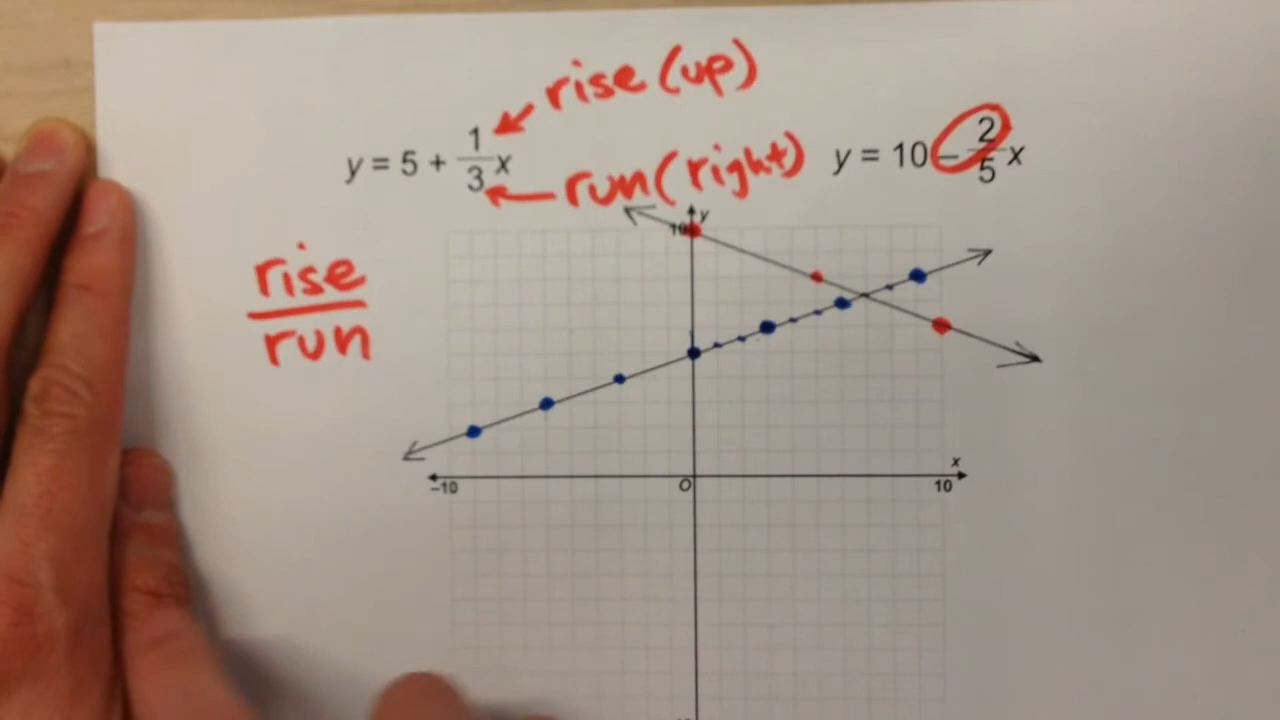 rise (up)
y = 5 + 1/3 x
run (right)
y = 10 - 2/5 x
rise
run
y
10
x
-10
O
10